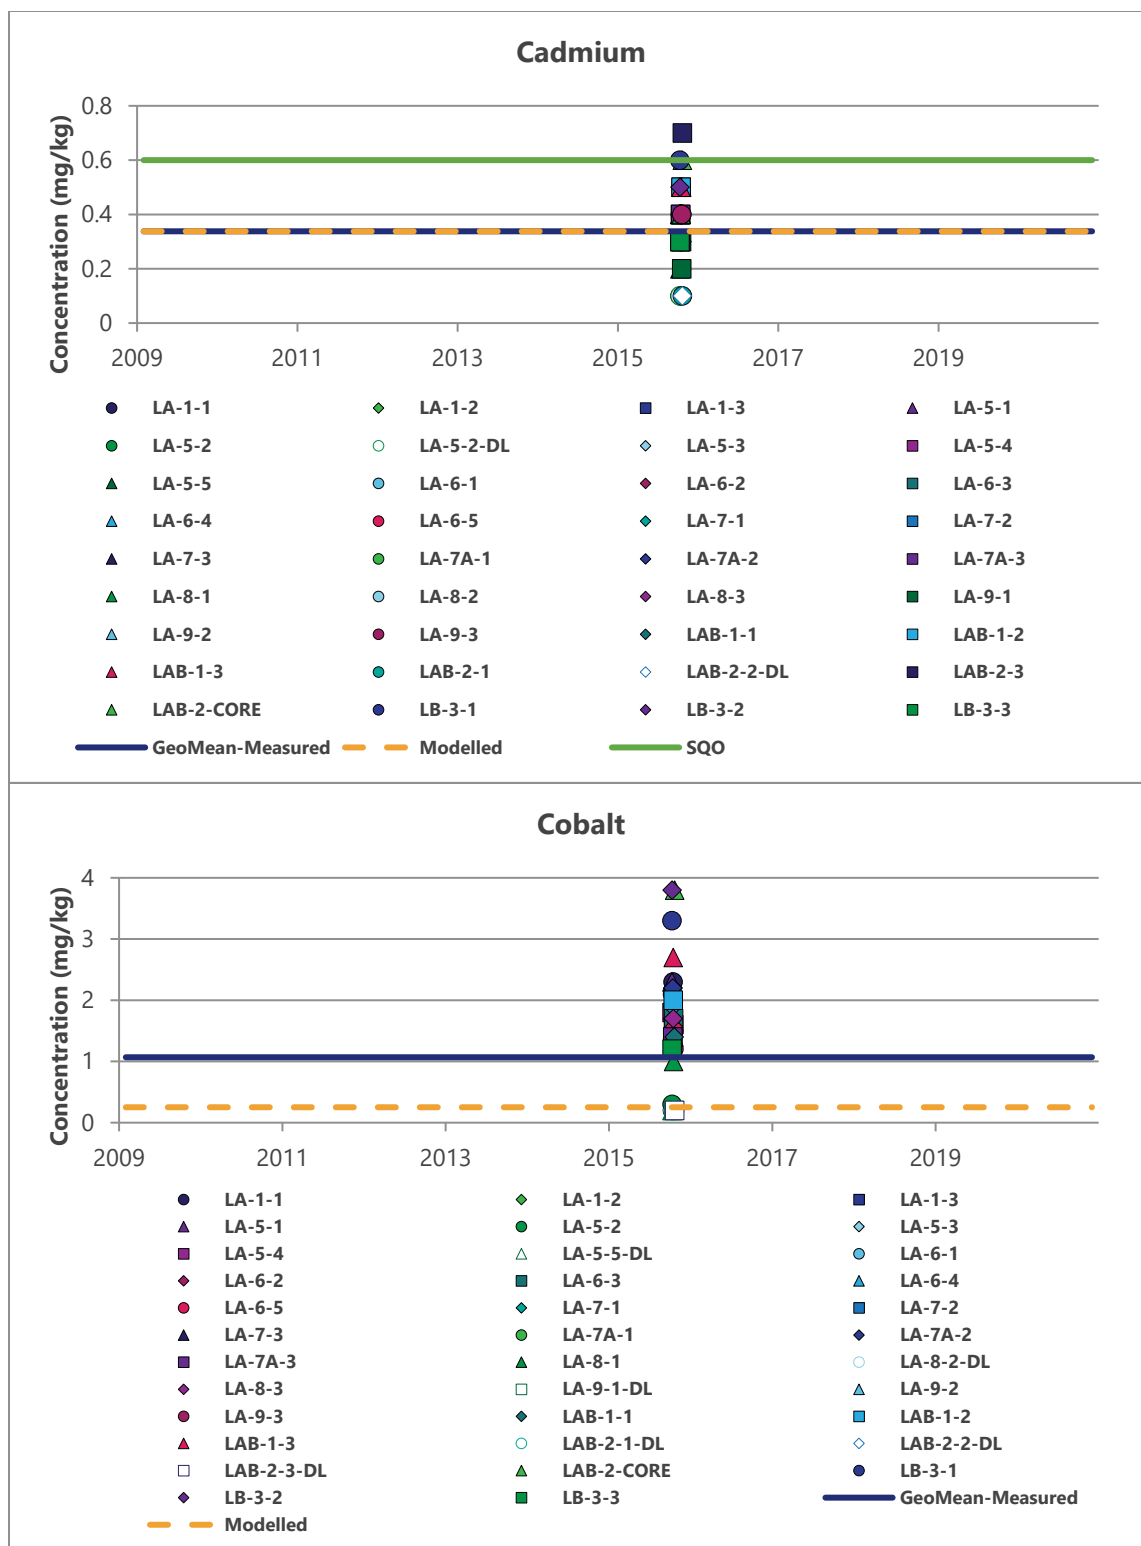 Cadmium
Concentration (mg/kg)
0.8
0.6
0.4
0.2
0
2009 2011 2013 2015 2017 2019
LA-1-1 LA-1-2 LA-1-3 LA-5-1
LA-5-2 LA-5-2-DL LA-5-3 LA-5-4
LA-5-5 LA-6-1 LA-6-2 LA-6-3
LA-6-4 LA-6-5 LA-7-1 LA-7-2
LA-7-3 LA-7A-1 LA-7A-2 LA-7A-3
LA-8-1 LA-8-2 LA-8-3 LA-9-1
LA-9-2 LA-9-3 LAB-1-1 LAB-1-2
LAB-1-3 LAB-2-1 LAB-2-2-DL LAB-2-3
LAB-2-CORE LB-3-1 LB-3-2 LB-3-3
GeoMean-Measured Modelled SQO
Cobalt
Concentration (mg/kg)
4
3
2
1
0
2009 2011 2013 2015 2017 2019
LA-1-1 LA-1-2 LA-1-3
LA-5-1 LA-5-2 LA-5-3
LA-5-4 LA-5-5-DL LA-6-1
LA-6-2 LA-6-3 LA-6-4
LA-6-5 LA-7-1 LA-7-2
LA-7-3 LA-7A-1 LA-7A-2
LA-7A-3 LA-8-1 LA-8-2-DL
LA-8-3 LA-9-1-DL LA-9-2
LA-9-3 LAB-1-1 LAB-1-2
LAB-1-3 LAB-2-1-DL LAB-2-2-DL
LAB-2-3-DL LAB-2-CORE LB-3-1
LB-3-2 LB-3-3 GeoMean-Measured
Modelled